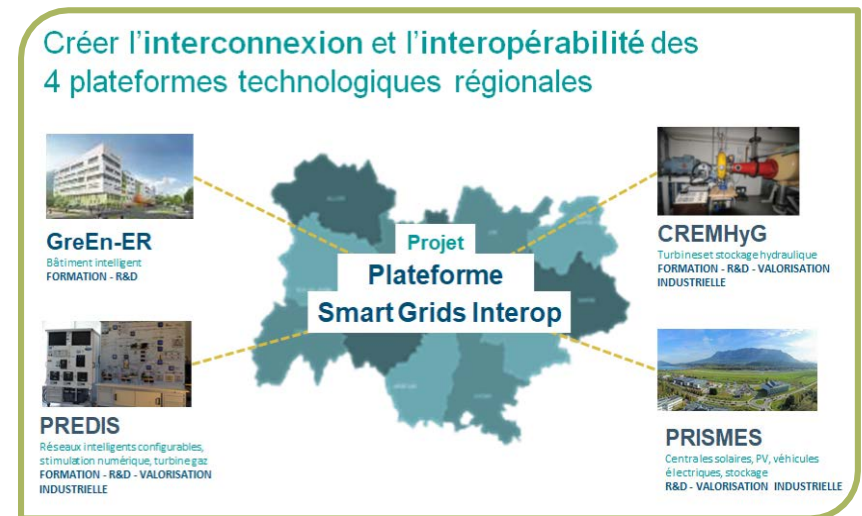 Créer l'interconnexion et l'interopérabilité des
4 plateformes technologiques régionales
GreEn-ER
Bâtiment intelligent
FORMATION - R&D
PREDIS
Réseaux intelligents configurables,
stimulation numérique, turbine gaz
FORMATION - R&D - VALORISATION
INDUSTRIELLE
Projet
Plateforme
Smart Grids Interop
CREMHyG
Turbines et stockage hydraulique
FORMATION - R&D - VALORISATION
INDUSTRIELLE
PRISMES
Centrales solaires, PV, véhicules
électriques, stockage
R&D - VALORISATION INDUSTRIELLE